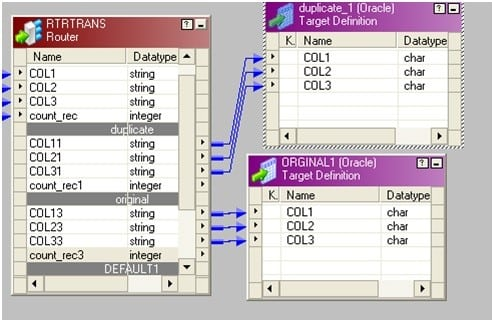 RTRTRANS
Router
Name Datatype
COL1 string
COL2 string
COL3 string
count_rec integer
duplicate
COL11 string
COL21 string
COL31 string
count_rec1 integer
original
COL13 string
COL23 string
COL33 string
count_rec3 integer
DEFAULT1
duplicate_1 (Oracle)
Target Definition
K. Name Datatype
COL1 char
COL2 char
COL3 char
ORGINAL1 (Oracle)
Target Definition
K. Name Datatype
COL1 char
COL2 char
COL3 char